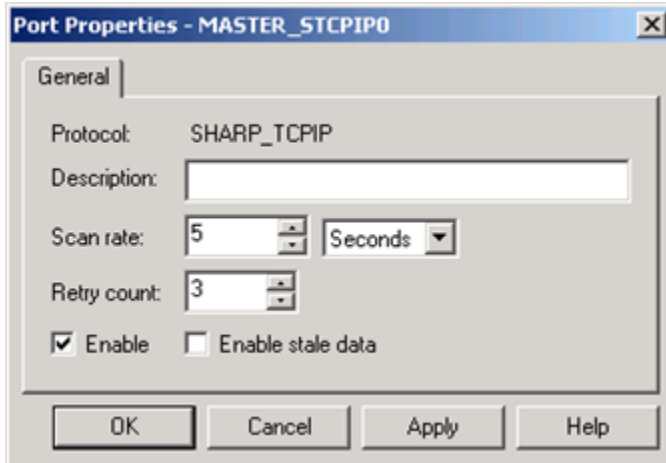 Port Properties - MASTER_STCPIP0
General
Protocol: SHARP_TCPIP
Description:
Scan rate: 5 Seconds
Retry count: 3
Enable Enable stale data
OK Cancel Apply Help